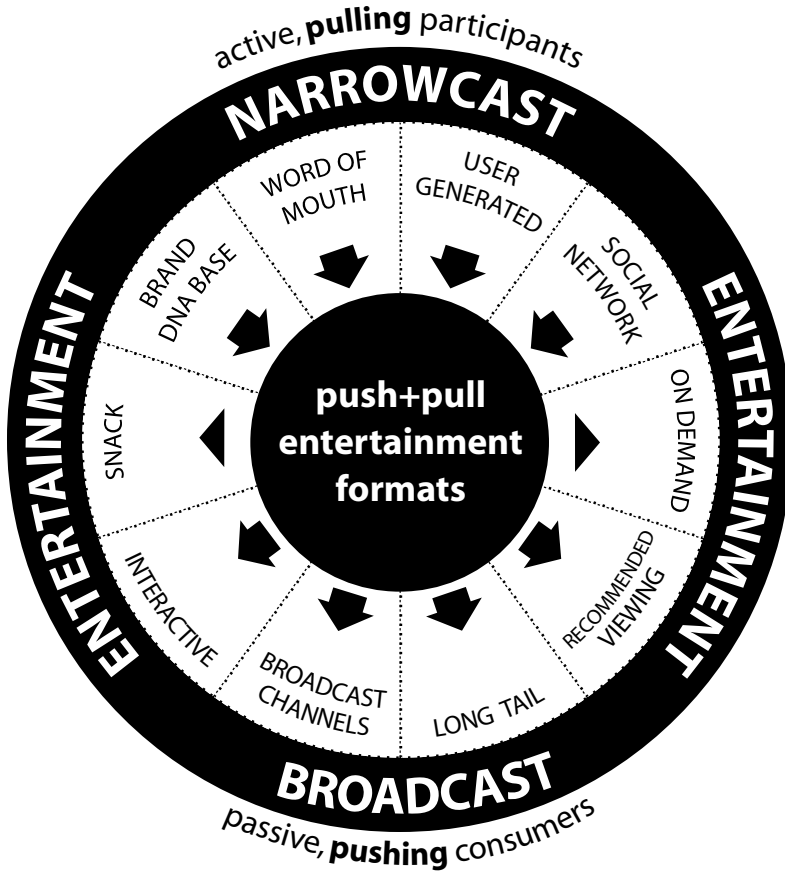 active, pulling participants
NARROWCAST
WORD OF
MOUTH
USER
GENERATED
SOCIAL
NETWORK
ON DEMAND
RECOMMENDED
VIEWING
LONG TAIL
BROADCAST
CHANNELS
INTERACTIVE
SNACK
BRAND
DNA BASE
ENTERTAINMENT
ENTERTAINMENT
push+pull
entertainment
formats
BROADCAST
passive, pushing consumers